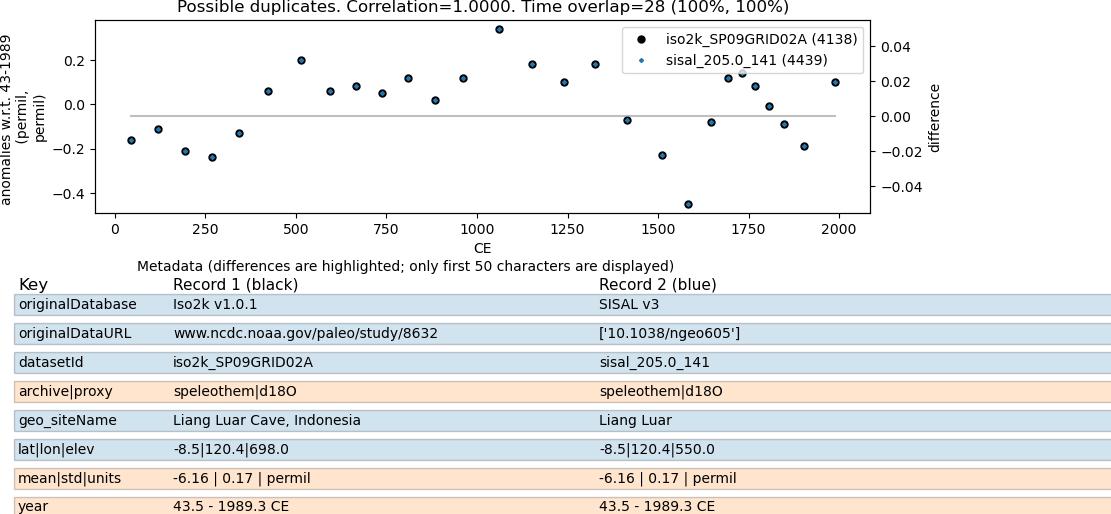 Possible duplicates. Correlation=1.0000. Time overlap=28 (100%, 100%)
anomalies w.r.t. 43-1989
(permil,
permil)
0.2
0.0
−0.2
−0.4
iso2k_SP09GRID02A (4138)
sisal_205.0_141 (4439)
0.04
0.02
0.00
−0.02
−0.04
difference
0 250 500 750 1000 1250 1500 1750 2000
CE
Metadata (differences are highlighted; only first 50 characters are displayed)
Key Record 1 (black) Record 2 (blue)
originalDatabase Iso2k v1.0.1 SISAL v3
originalDataURL www.ncdc.noaa.gov/paleo/study/8632 ['10.1038/ngeo605']
datasetId iso2k_SP09GRID02A sisal_205.0_141
archive|proxy speleothem|d18O speleothem|d18O
geo_siteName Liang Luar Cave, Indonesia Liang Luar
lat|lon|elev -8.5|120.4|698.0 -8.5|120.4|550.0
mean|std|units -6.16 | 0.17 | permil -6.16 | 0.17 | permil
year 43.5 - 1989.3 CE 43.5 - 1989.3 CE